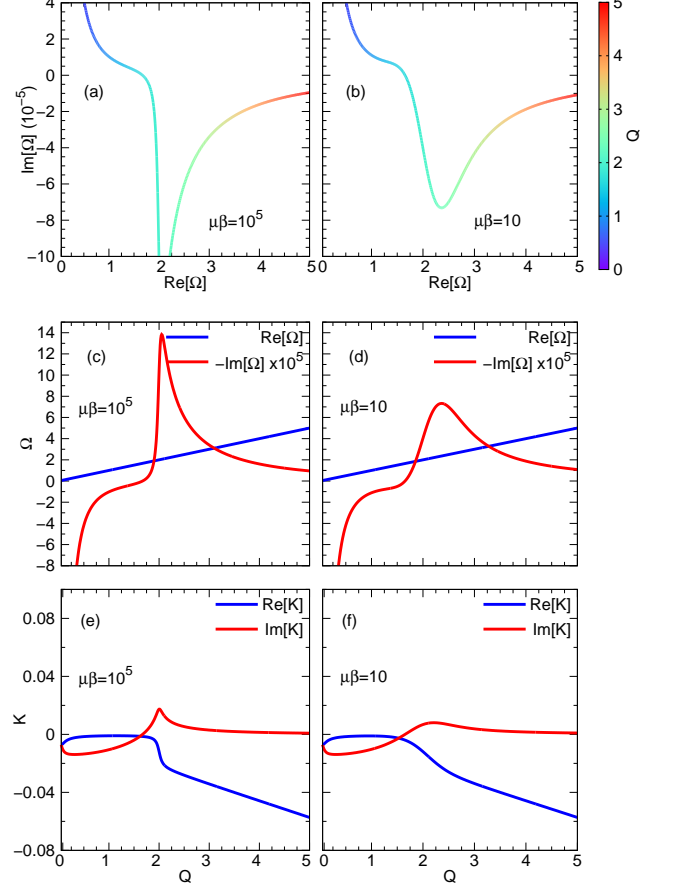 4
2
0
−2
−4
−6
−8
−10
Im[Ω] (10⁻⁵)
(a)
μβ=10⁵
0 1 2 3 4 5
Re[Ω]
(b)
μβ=10
0 1 2 3 4 5
Re[Ω]
5
4
3
2
1
0
Q
14
12
10
8
6
4
2
0
−2
−4
−6
−8
Ω
(c)
Re[Ω]
−Im[Ω] x10⁵
μβ=10⁵
(d)
Re[Ω]
−Im[Ω] x10⁵
μβ=10
0.08
0.04
0
−0.04
−0.08
K
(e)
Re[K]
Im[K]
μβ=10⁵
0 1 2 3 4 5
Q
(f)
Re[K]
Im[K]
μβ=10
0 1 2 3 4 5
Q